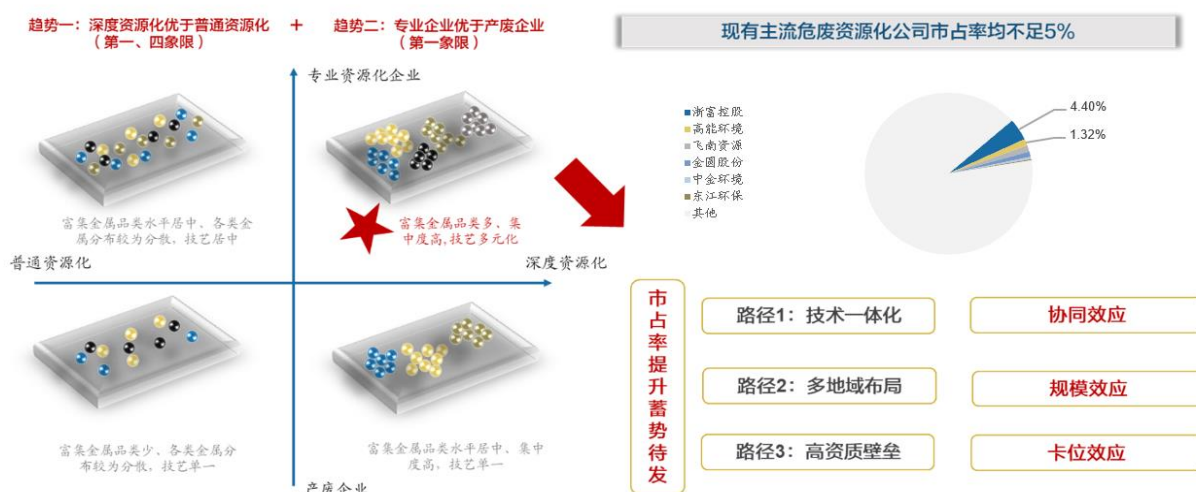 趋势一：深度资源化优于普通资源化
（第一、四象限）
+
趋势二：专业企业优于产废企业
（第一象限）
专业资源化企业
富集金属品类水平居中、各类金
属分布较为分散，技艺居中
富集金属品类多、集
中度高,技艺多元化
普通资源化
深度资源化
富集金属品类少、各类金属分
布较为分散，技艺单一
富集金属品类水平居中、集中
度高，技艺单一
产废企业
现有主流危废资源化公司市占率均不足5%
浙富控股
高能环境
飞南资源
金圆股份
中金环境
东江环保
其他
4.40%
1.32%
市占率提升蓄势待发
路径1：技术一体化
协同效应
路径2：多地域布局
规模效应
路径3：高资质壁垒
卡位效应